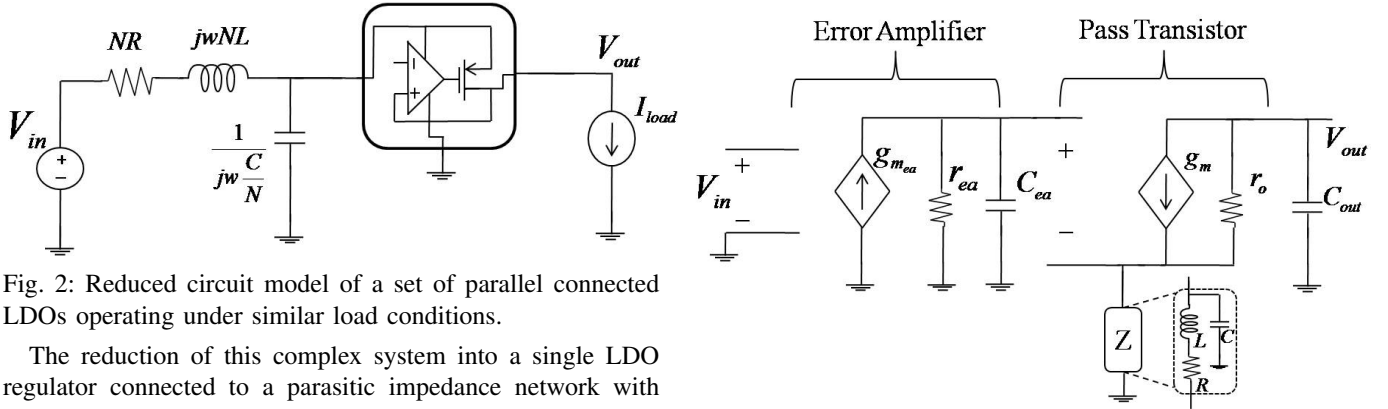 NR
jwNL
V_in
+
-
1
jw C
N
-
+
V_out
I_load
Fig. 2: Reduced circuit model of a set of parallel connected
LDOs operating under similar load conditions.
The reduction of this complex system into a single LDO
regulator connected to a parasitic impedance network with
Error Amplifier
Pass Transistor
+
V_in
-
g_m_ea
r_ea
C_ea
+
-
g_m
r_o
V_out
C_out
Z
L
C
R